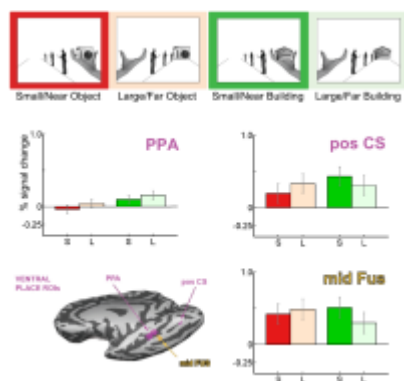 Small/Near Object Large/Far Object Small/Near Building Large/Far Building
PPA
pos CS
% signal change
1.0
0
-0.25
S L S L
1.0
0
-0.25
S L S L
VENTRAL
PLACE ROIs
PPA
pos CS
mid FUS
mid Fus
1.0
0
-0.25
S L S L